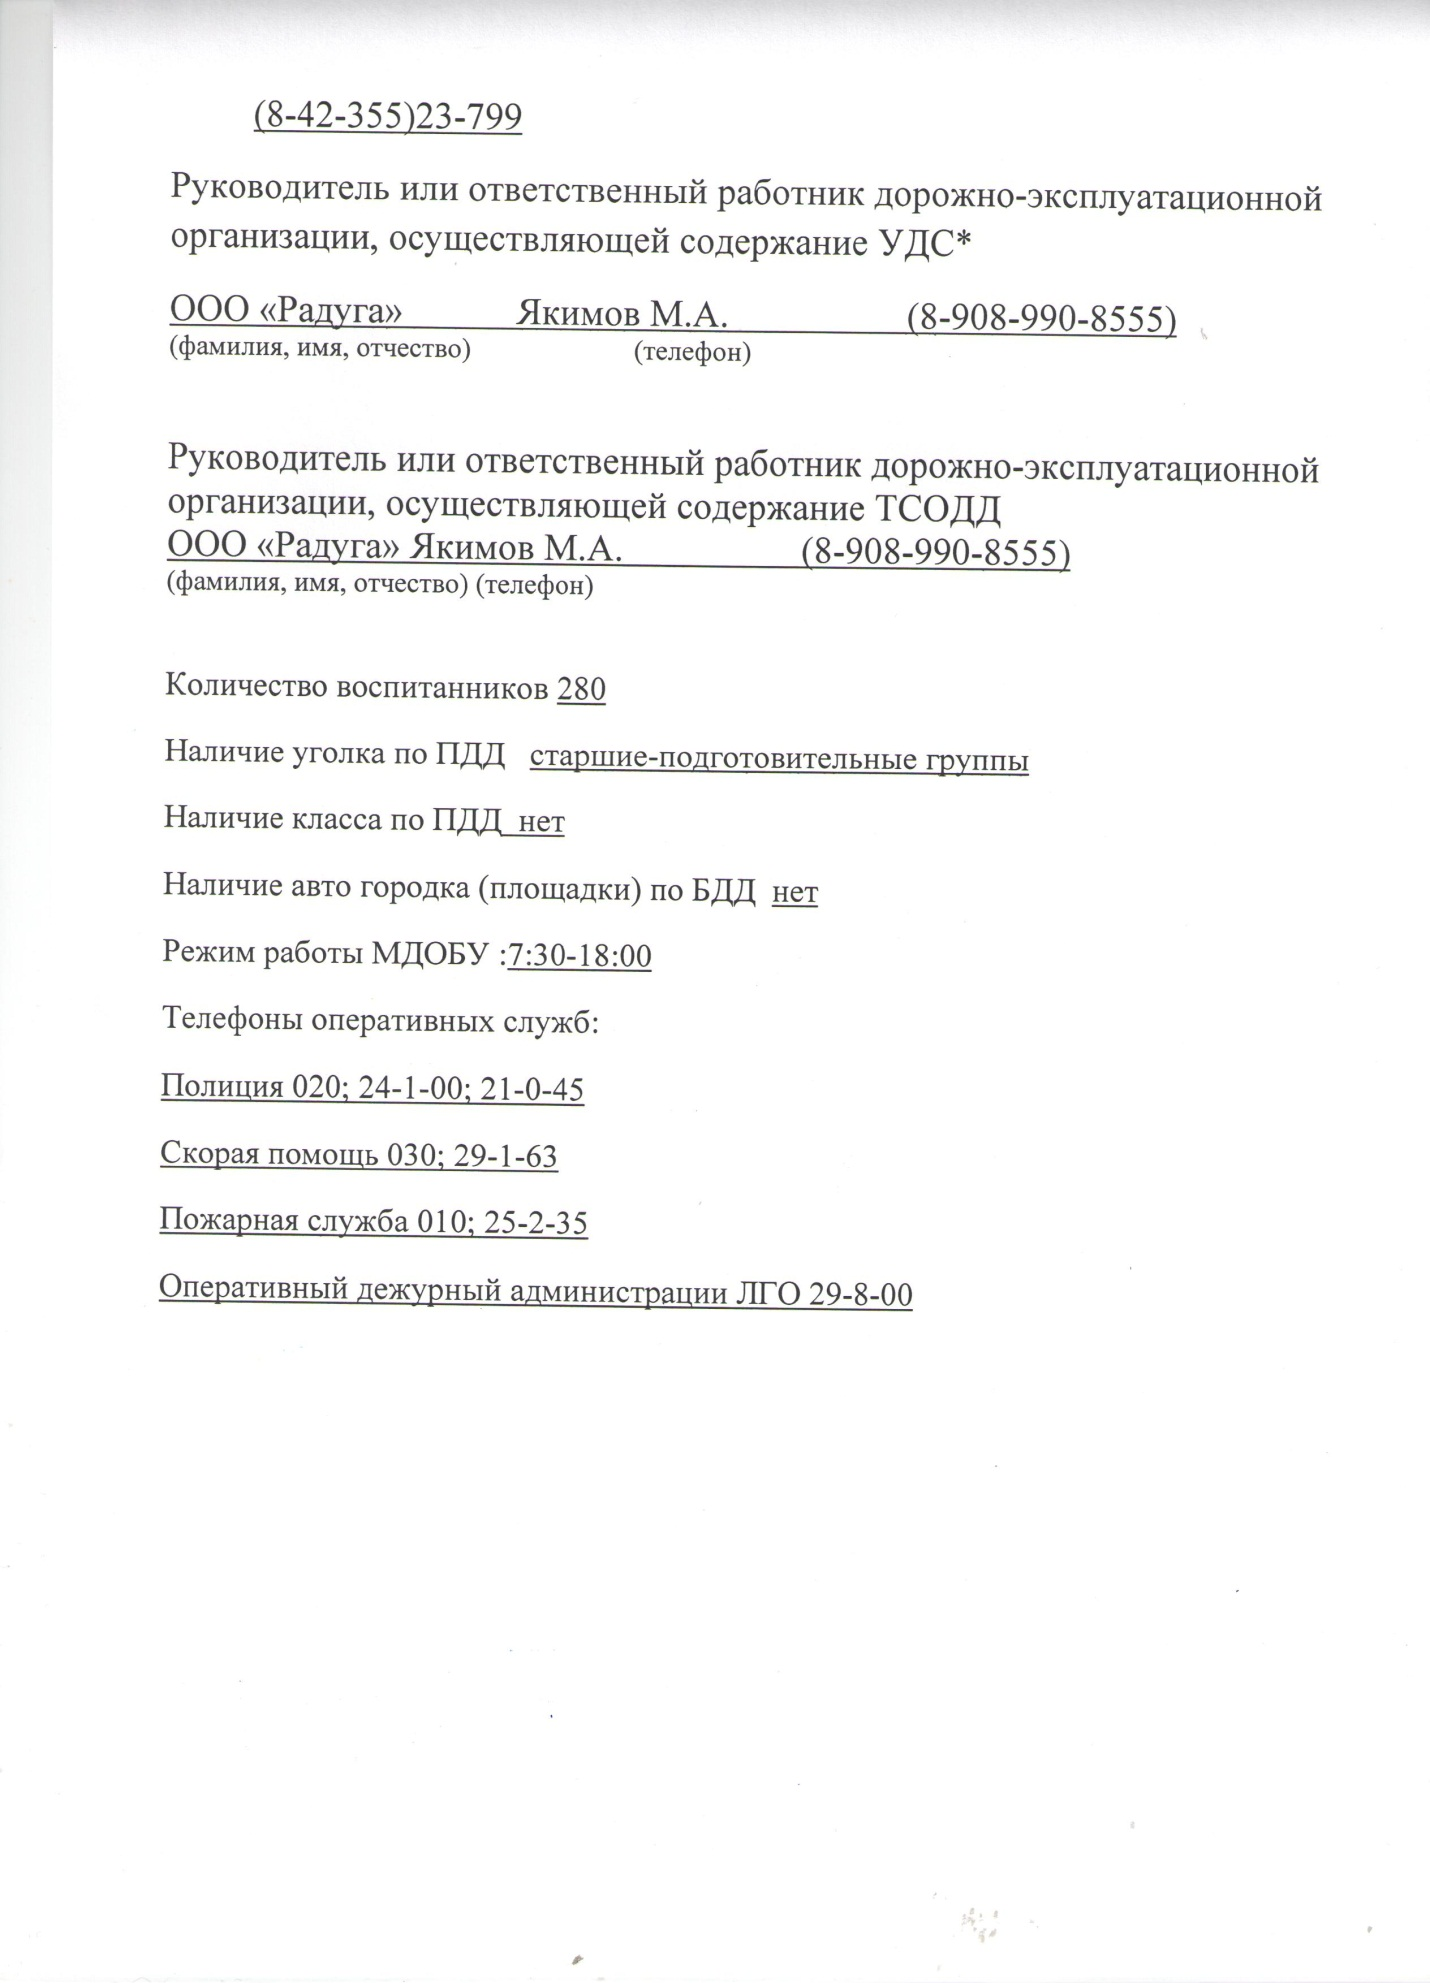 (8-42-355)23-799
Руководитель или ответственный работник дорожно-эксплуатационной
организации, осуществляющей содержание УДС*
ООО «Радуга» Якимов М.А. (8-908-990-8555)
(фамилия, имя, отчество) (телефон)
Руководитель или ответственный работник дорожно-эксплуатационной
организации, осуществляющей содержание ТСОДД
ООО «Радуга» Якимов М.А. (8-908-990-8555)
(фамилия, имя, отчество) (телефон)
Количество воспитанников 280
Наличие уголка по ПДД старшие-подготовительные группы
Наличие класса по ПДД нет
Наличие авто городка (площадки) по БДД нет
Режим работы МДОБУ :7:30-18:00
Телефоны оперативных служб:
Полиция 020; 24-1-00; 21-0-45
Скорая помощь 030; 29-1-63
Пожарная служба 010; 25-2-35
Оперативный дежурный администрации ЛГО 29-8-00